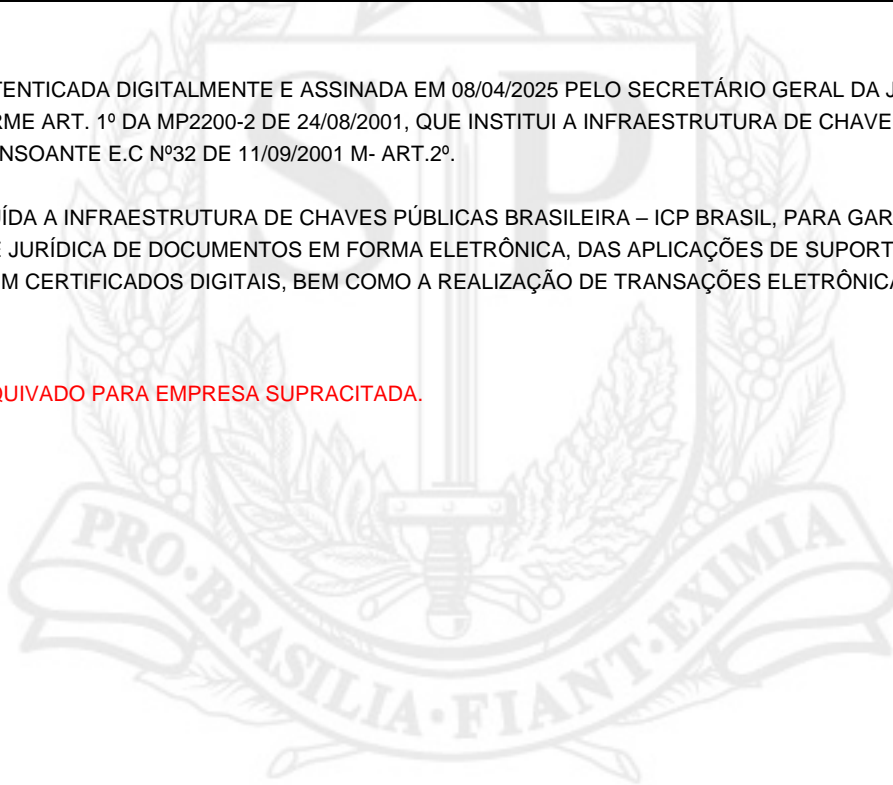 TENTICADA DIGITALMENTE E ASSINADA EM 08/04/2025 PELO SECRETÁRIO GERAL DA J
RME ART. 1º DA MP2200-2 DE 24/08/2001, QUE INSTITUI A INFRAESTRUTURA DE CHAVE
NSOANTE E.C Nº32 DE 11/09/2001 M- ART.2º.
ÍDA A INFRAESTRUTURA DE CHAVES PÚBLICAS BRASILEIRA – ICP BRASIL, PARA GAR
E JURÍDICA DE DOCUMENTOS EM FORMA ELETRÔNICA, DAS APLICAÇÕES DE SUPORT
M CERTIFICADOS DIGITAIS, BEM COMO A REALIZAÇÃO DE TRANSAÇÕES ELETRÔNICA
QUIVADO PARA EMPRESA SUPRACITADA.
SP
PRO·BRASILIA·FIANT·EXIMIA